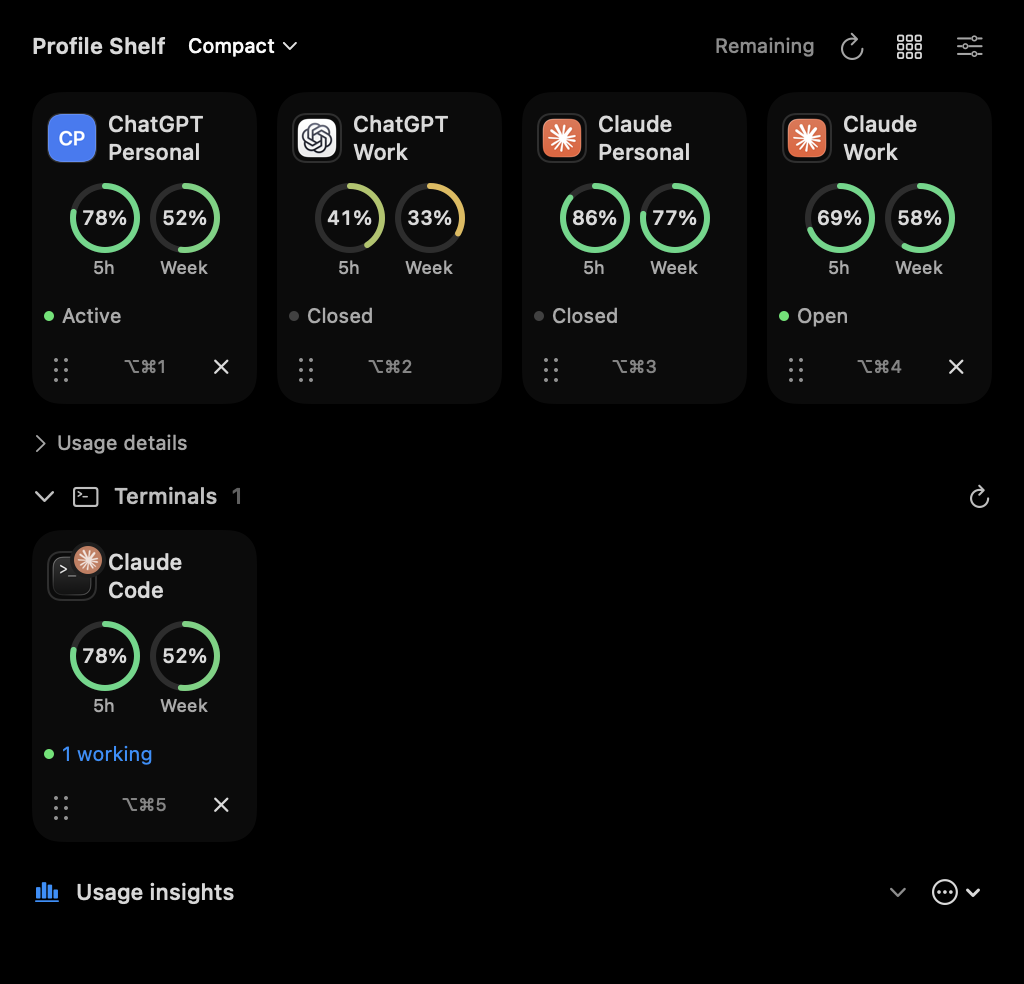 Profile Shelf Compact Remaining
CP ChatGPT Personal
78% 52%
5h Week
Active
⌥⌘1
ChatGPT Work
41% 33%
5h Week
Closed
⌥⌘2
Claude Personal
86% 77%
5h Week
Closed
⌥⌘3
Claude Work
69% 58%
5h Week
Open
⌥⌘4
Usage details
Terminals 1
>_ Claude Code
78% 52%
5h Week
1 working
⌥⌘5
Usage insights